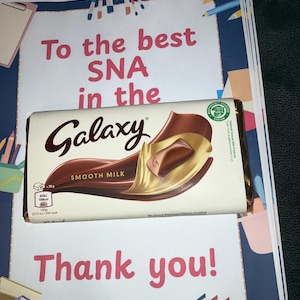 To the best
SNA
in the
Galaxy
SMOOTH MILK
Thank you!